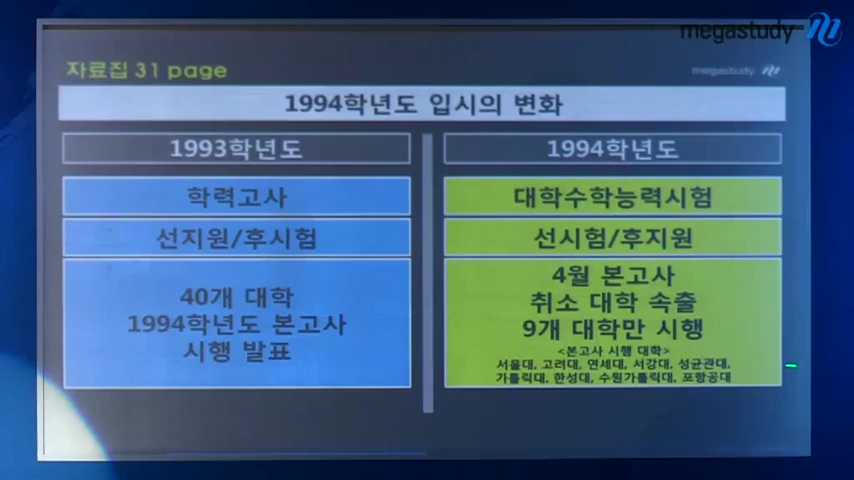 megastudy
자료집 31 page
megastudy
1994학년도 입시의 변화
1993학년도
1994학년도
학력고사
대학수학능력시험
선지원/후시험
선시험/후지원
40개 대학
1994학년도 본고사
시행 발표
4월 본고사
취소 대학 속출
9개 대학만 시행
<본고사 시행 대학>
서울대, 고려대, 연세대, 서강대, 성균관대,
가톨릭대, 한성대, 수원가톨릭대, 포항공대